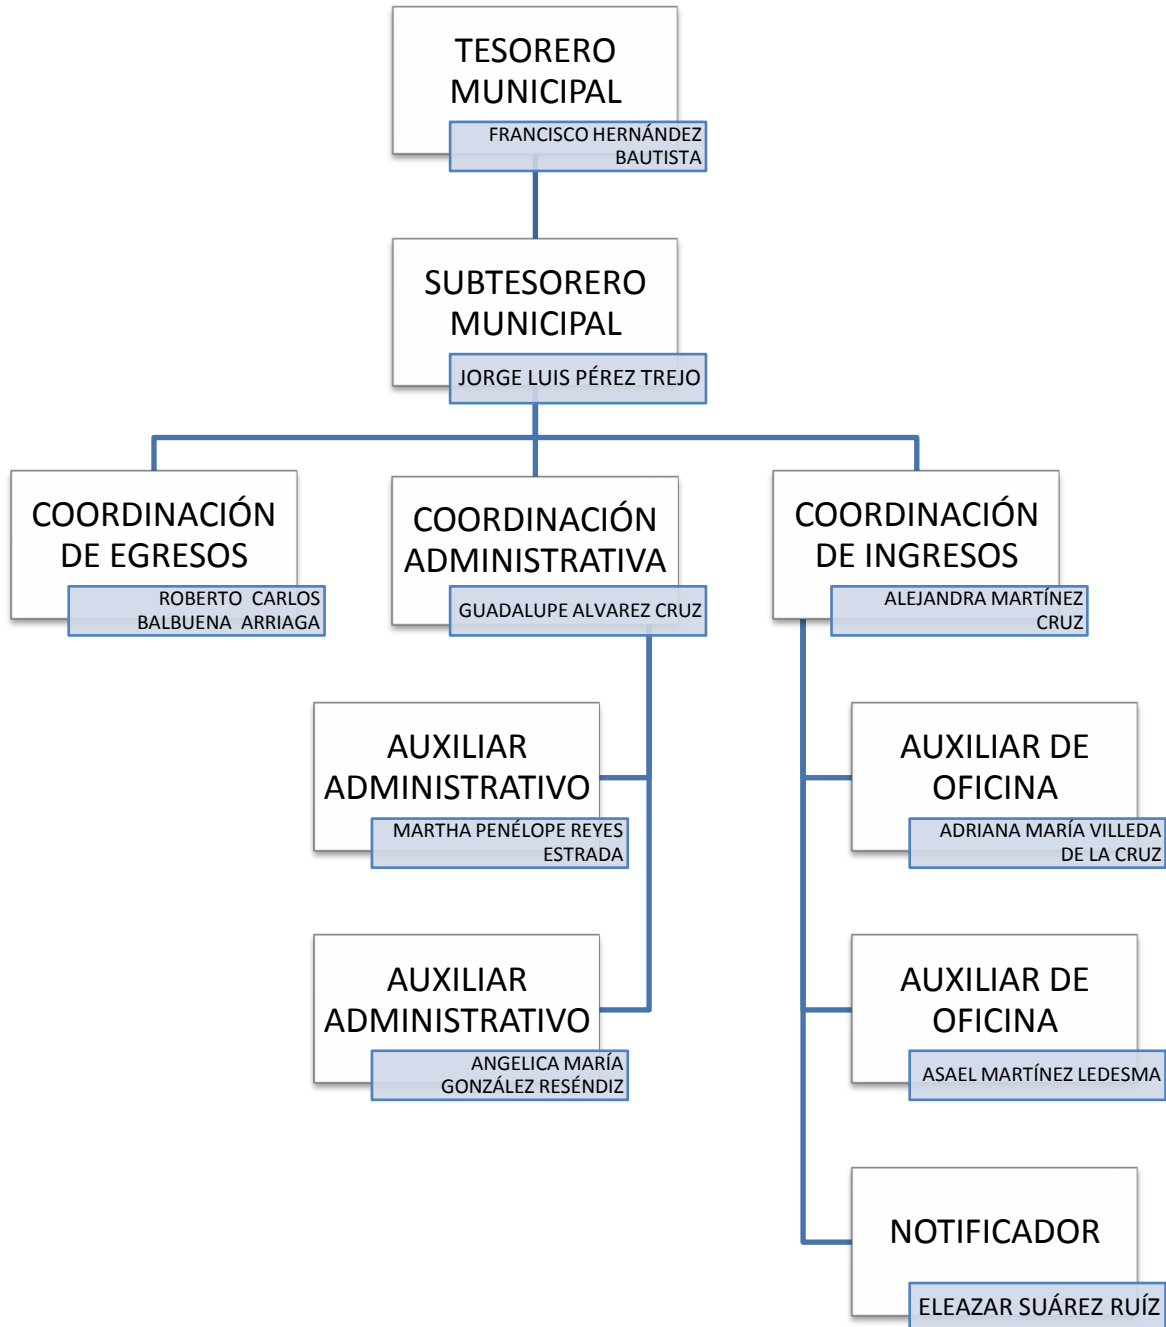 TESORERO
MUNICIPAL
FRANCISCO HERNÁNDEZ
BAUTISTA
SUBTESORERO
MUNICIPAL
JORGE LUIS PÉREZ TREJO
COORDINACIÓN
DE EGRESOS
ROBERTO CARLOS
BALBUENA ARRIAGA
COORDINACIÓN
ADMINISTRATIVA
GUADALUPE ALVAREZ CRUZ
COORDINACIÓN
DE INGRESOS
ALEJANDRA MARTÍNEZ
CRUZ
AUXILIAR
ADMINISTRATIVO
MARTHA PENÉLOPE REYES
ESTRADA
AUXILIAR DE
OFICINA
ADRIANA MARÍA VILLEDA
DE LA CRUZ
AUXILIAR
ADMINISTRATIVO
ANGELICA MARÍA
GONZÁLEZ RESÉNDIZ
AUXILIAR DE
OFICINA
ASAEL MARTÍNEZ LEDESMA
NOTIFICADOR
ELEAZAR SUÁREZ RUÍZ